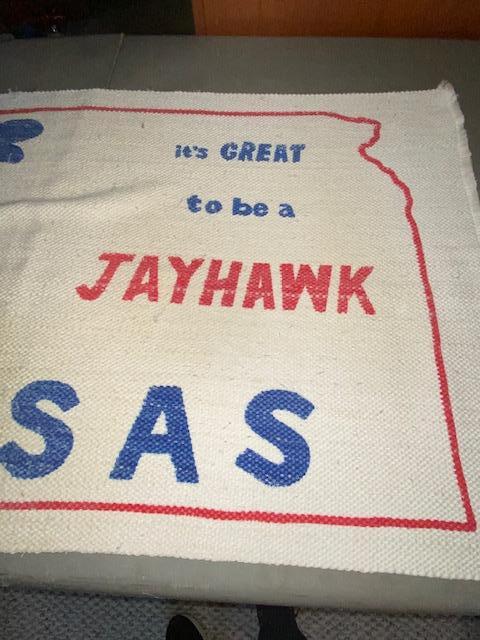 it's GREAT
to be a
JAYHAWK
SAS